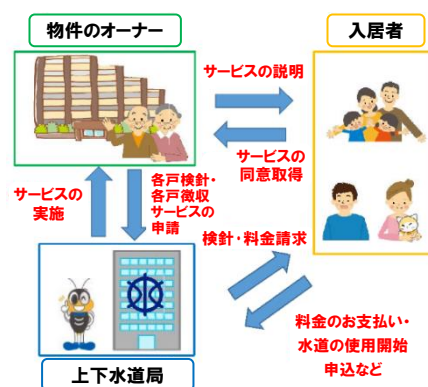 物件のオーナー
入居者
サービスの説明
サービスの
同意取得
サービスの
実施
各戸検針・
各戸徴収
サービスの
申請
検針・料金請求
料金のお支払い・
水道の使用開始
申込など
上下水道局